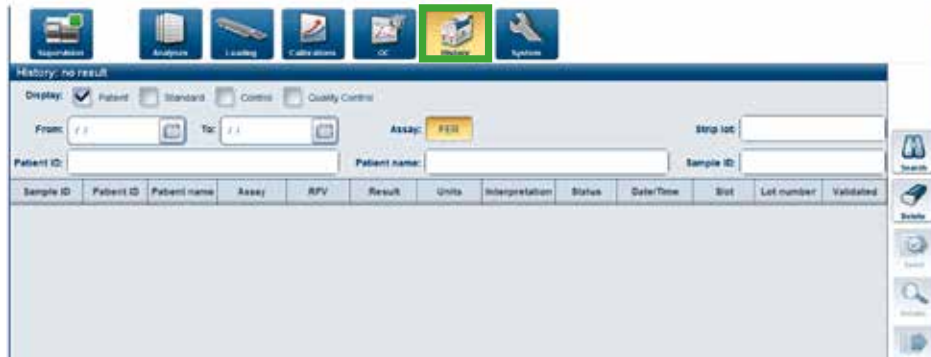 Supervision Analyses Loading Calibrations QC History System
History: no result
Display: Patient Standard Control Quality Control
From: / / To: / / Assay: FER Strip lot:
Patient ID: Patient name: Sample ID:
Search
Sample ID Patient ID Patient name Assay RFV Result Units Interpretation Status Date/Time Slot Lot number Validated
Delete